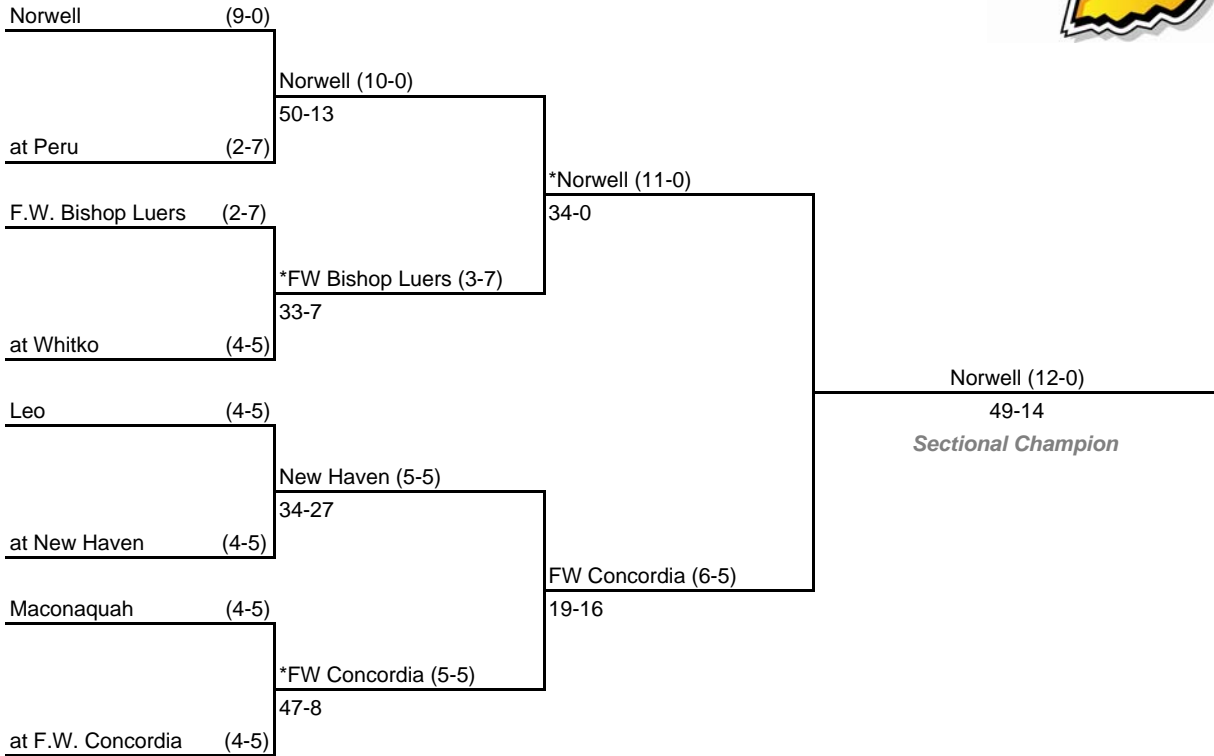 Norwell (9-0)
Norwell (10-0)
50-13
at Peru (2-7)
*Norwell (11-0)
F.W. Bishop Luers (2-7)
34-0
*FW Bishop Luers (3-7)
33-7
at Whitko (4-5)
Norwell (12-0)
Leo (4-5)
49-14
Sectional Champion
New Haven (5-5)
34-27
at New Haven (4-5)
FW Concordia (6-5)
Maconaquah (4-5)
19-16
*FW Concordia (5-5)
47-8
at F.W. Concordia (4-5)